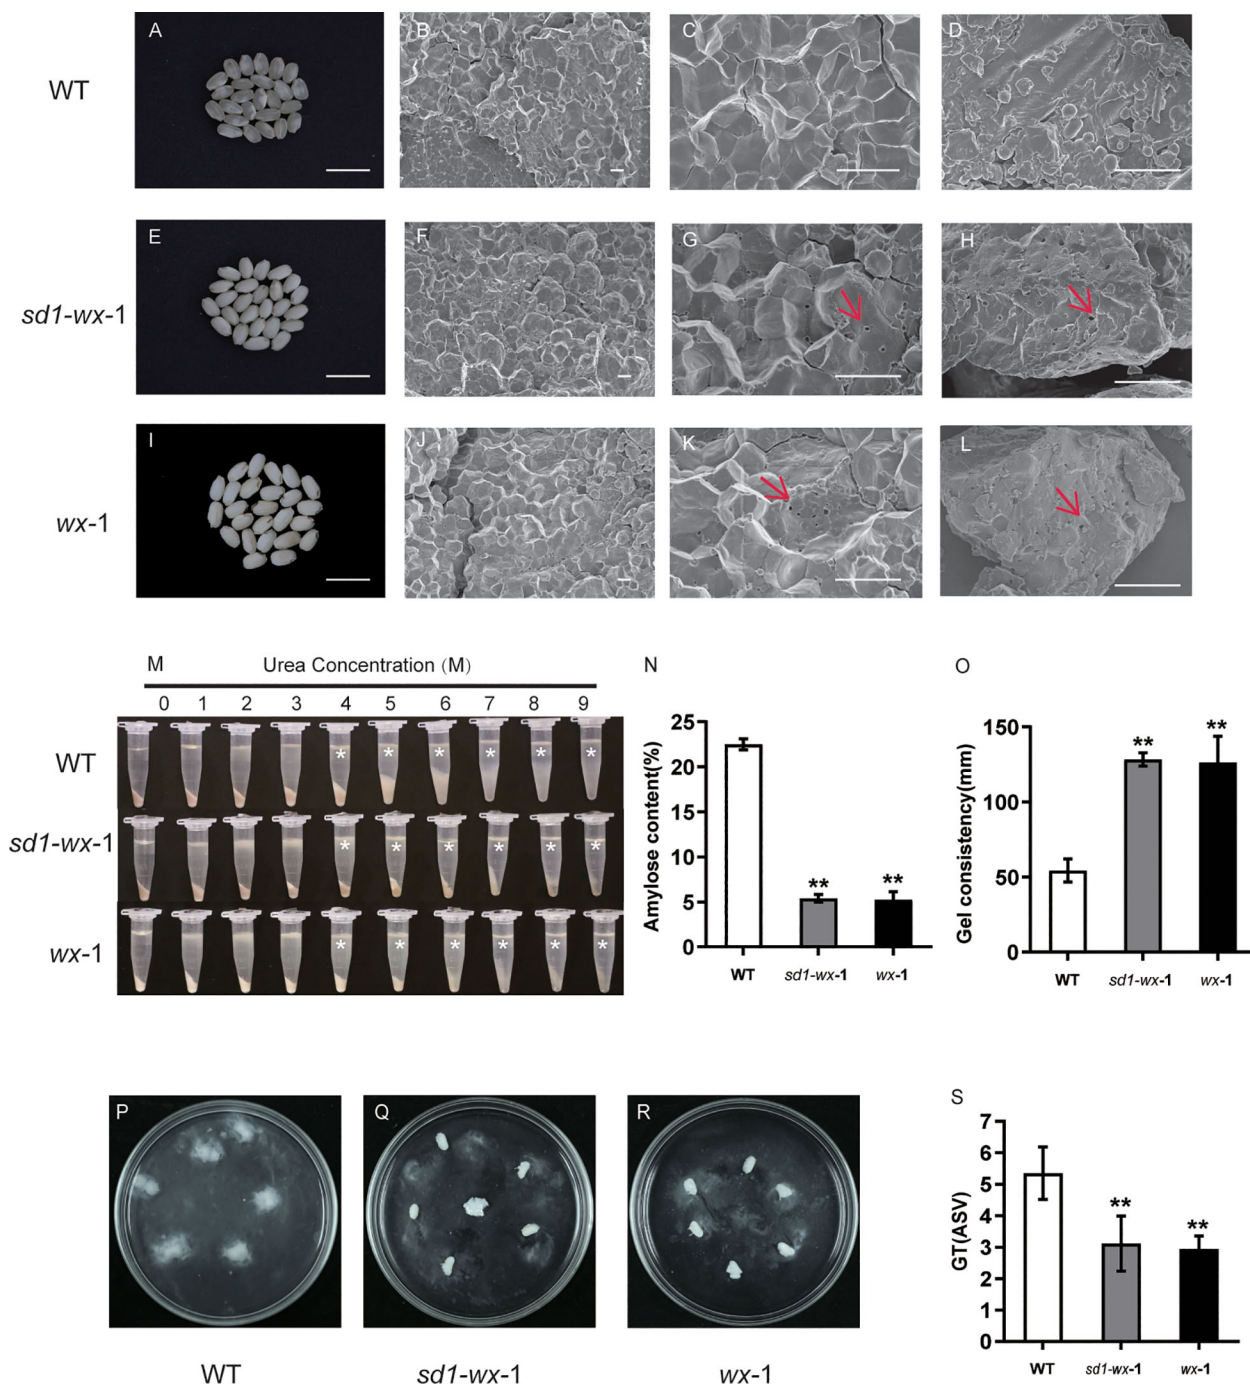 A B C D
WT
E F G H
sd1-wx-1
I J K L
wx-1
M Urea Concentration (M)
0 1 2 3 4 5 6 7 8 9
WT * * * * * *
sd1-wx-1 * * * * * *
wx-1 * * * * * *
N
Amylose content(%)
25
20
15
10
5
0
** **
WT sd1-wx-1 wx-1
O
Gel consistency(mm)
150
100
50
0
** **
WT sd1-wx-1 wx-1
P Q R
WT sd1-wx-1 wx-1
S
GT(ASV)
7
6
5
4
3
2
1
0
** **
WT sd1-wx-1 wx-1